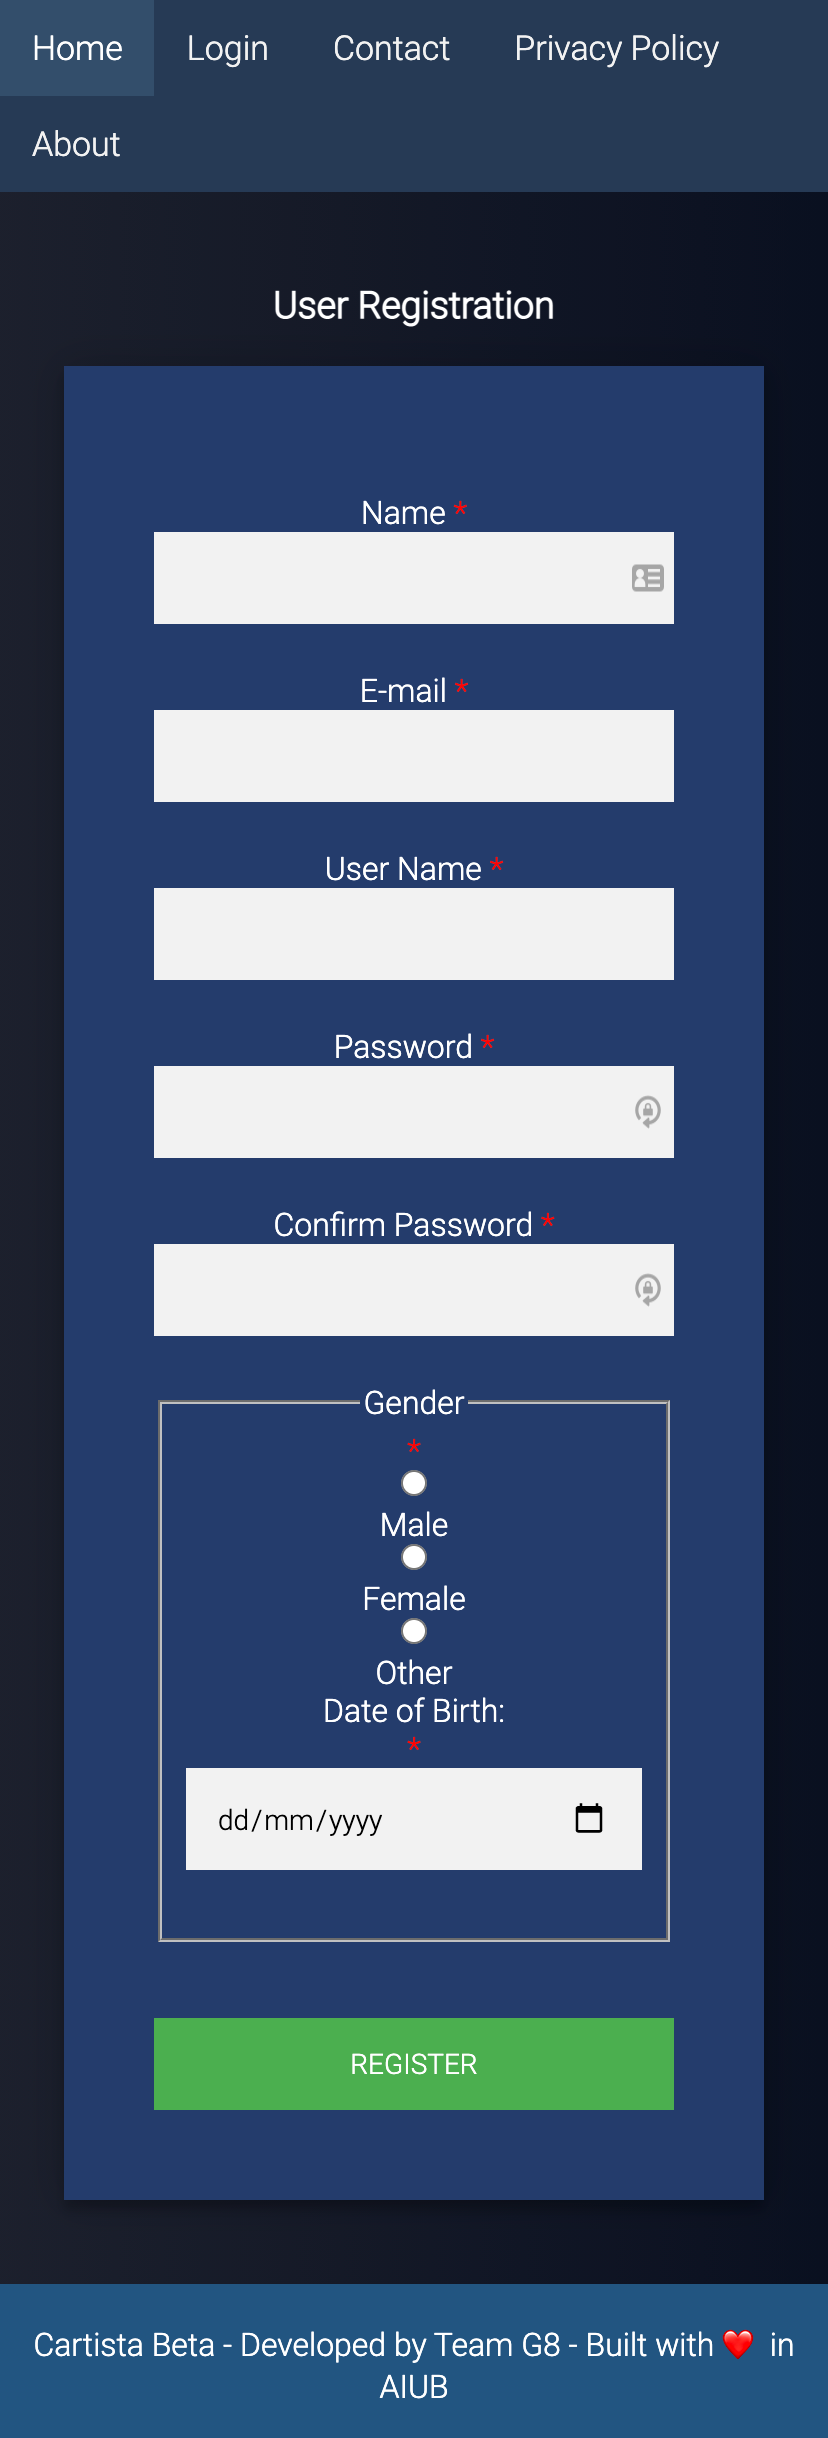 Home Login Contact Privacy Policy
About
User Registration
Name *
E-mail *
User Name *
Password *
Confirm Password *
Gender
*
Male
Female
Other
Date of Birth:
*
dd/mm/yyyy
REGISTER
Cartista Beta - Developed by Team G8 - Built with ❤️ in
AIUB